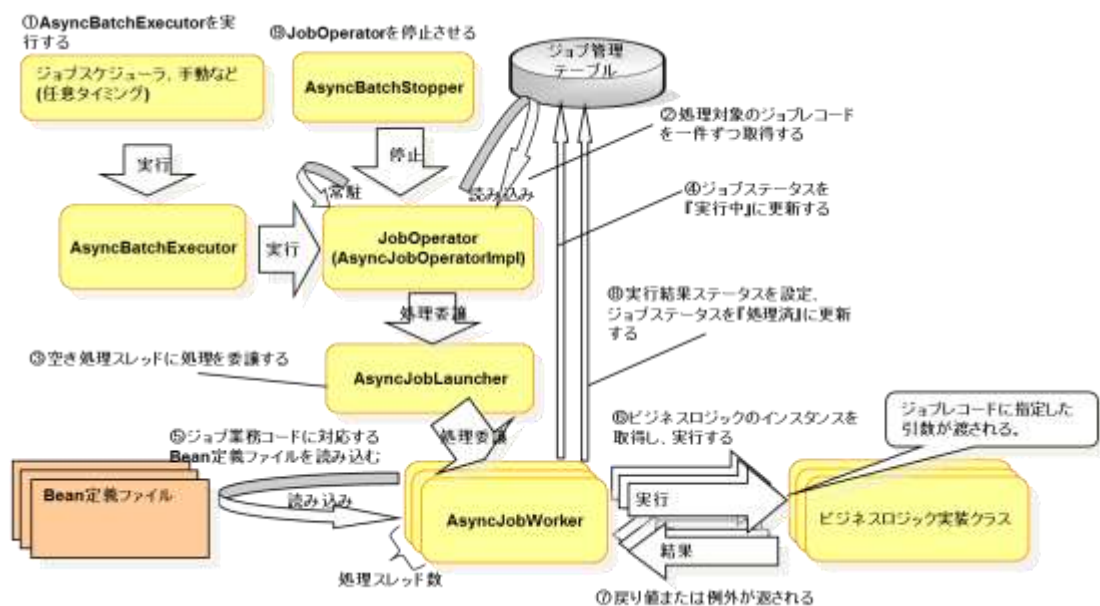 ①AsyncBatchExecutorを実
行する
ジョブスケジューラ, 手動など
(任意タイミング)
実行
AsyncBatchExecutor
実行
JobOperatorを停止させる
AsyncBatchStopper
停止
常駐
JobOperator
(AsyncJobOperatorImpl)
ジョブ管理
テーブル
読み込み
②処理対象のジョブレコード
を一件ずつ取得する
④ジョブステータスを
『実行中』に更新する
処理委譲
③空き処理スレッドに処理を委譲する
AsyncJobLauncher
処理委譲
⑧実行結果ステータスを設定、
ジョブステータスを『処理済』に更新
する
⑤ジョブ業務コードに対応する
Bean定義ファイルを読み込む
Bean定義ファイル
読み込み
AsyncJobWorker
処理スレッド数
⑥ビジネスロジックのインスタンスを
取得し、実行する
ジョブレコードに指定した
引数が渡される。
実行
結果
ビジネスロジック実装クラス
⑦戻り値または例外が返される